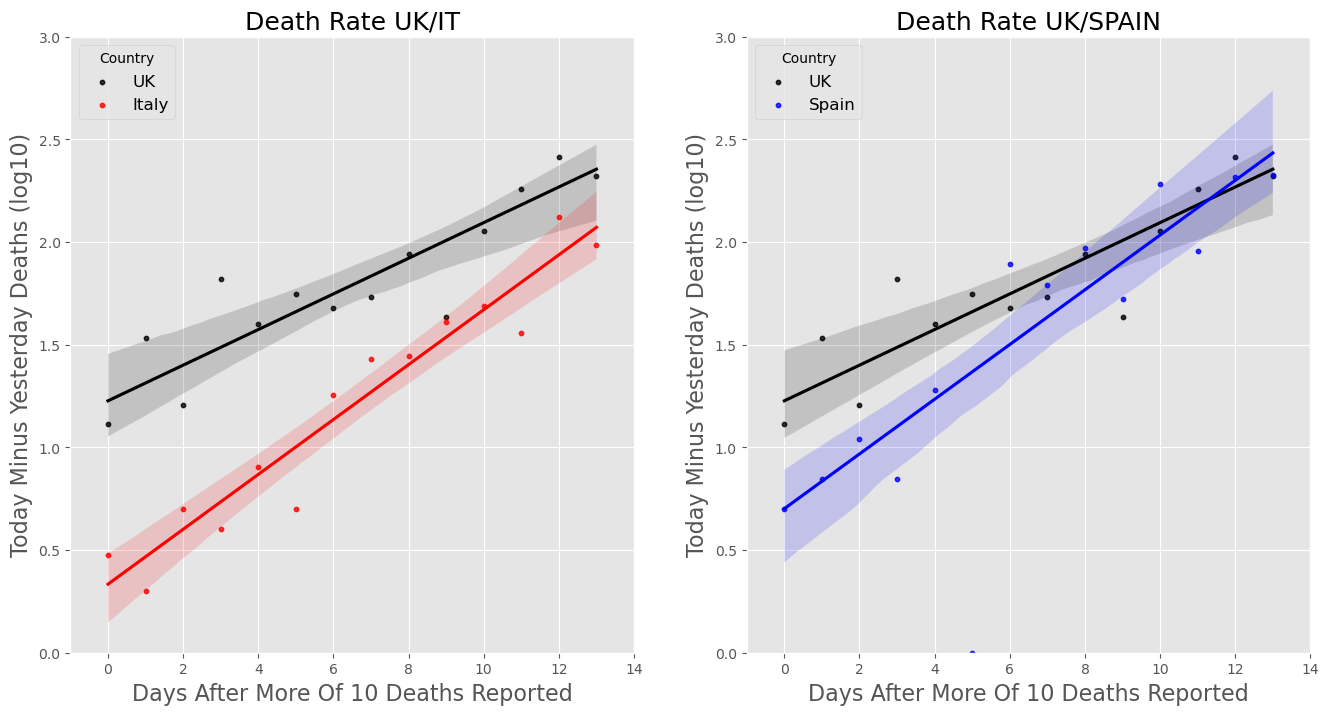 Death Rate UK/IT
Country
UK
Italy
3.0
2.5
2.0
1.5
1.0
0.5
0.0
Today Minus Yesterday Deaths (log10)
0 2 4 6 8 10 12 14
Days After More Of 10 Deaths Reported
Death Rate UK/SPAIN
Country
UK
Spain
3.0
2.5
2.0
1.5
1.0
0.5
0.0
Today Minus Yesterday Deaths (log10)
0 2 4 6 8 10 12 14
Days After More Of 10 Deaths Reported